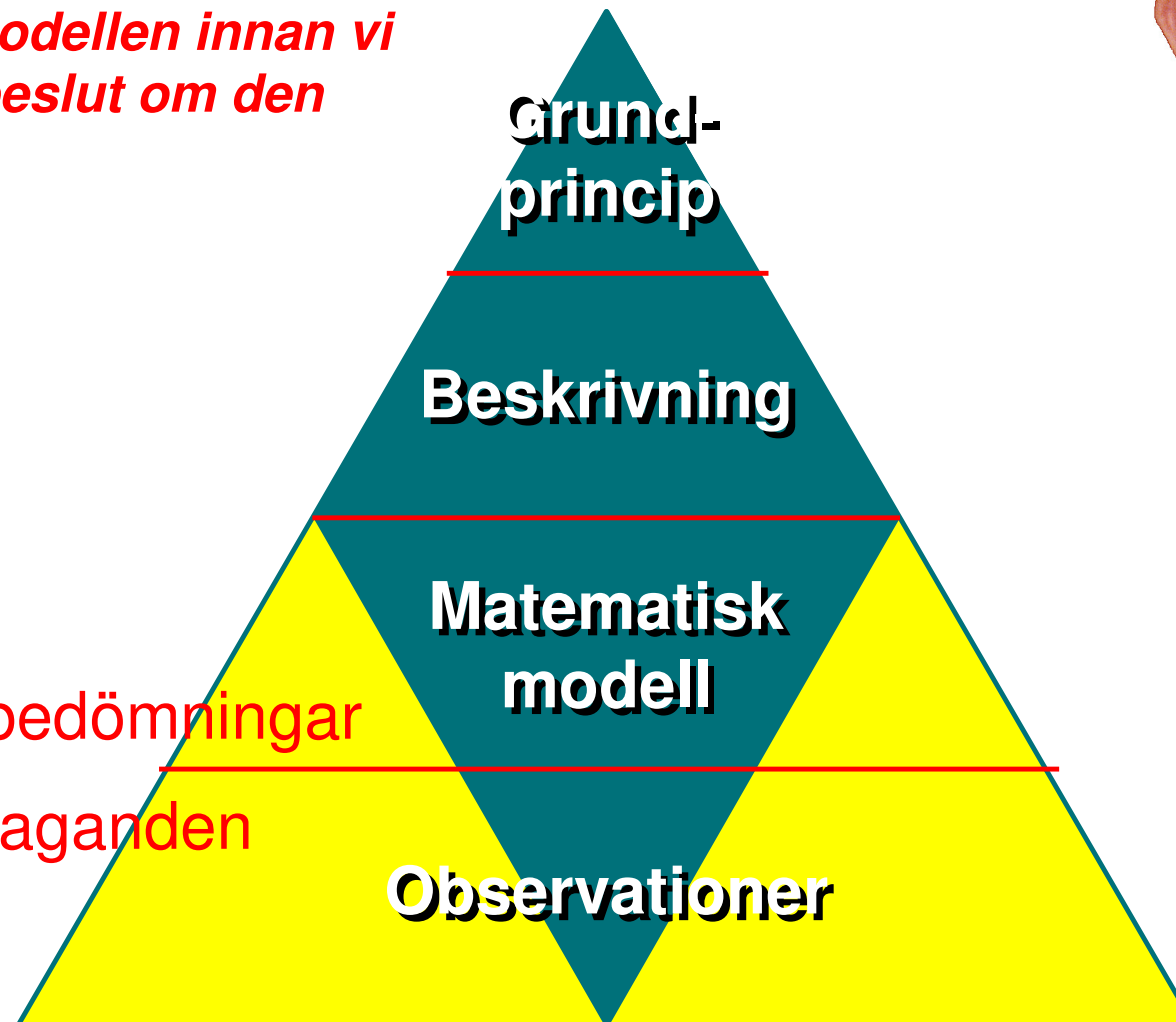 odellen innan vi
eslut om den
Grund-
princip
Beskrivning
Matematisk
modell
bedömningar
aganden
Observationer